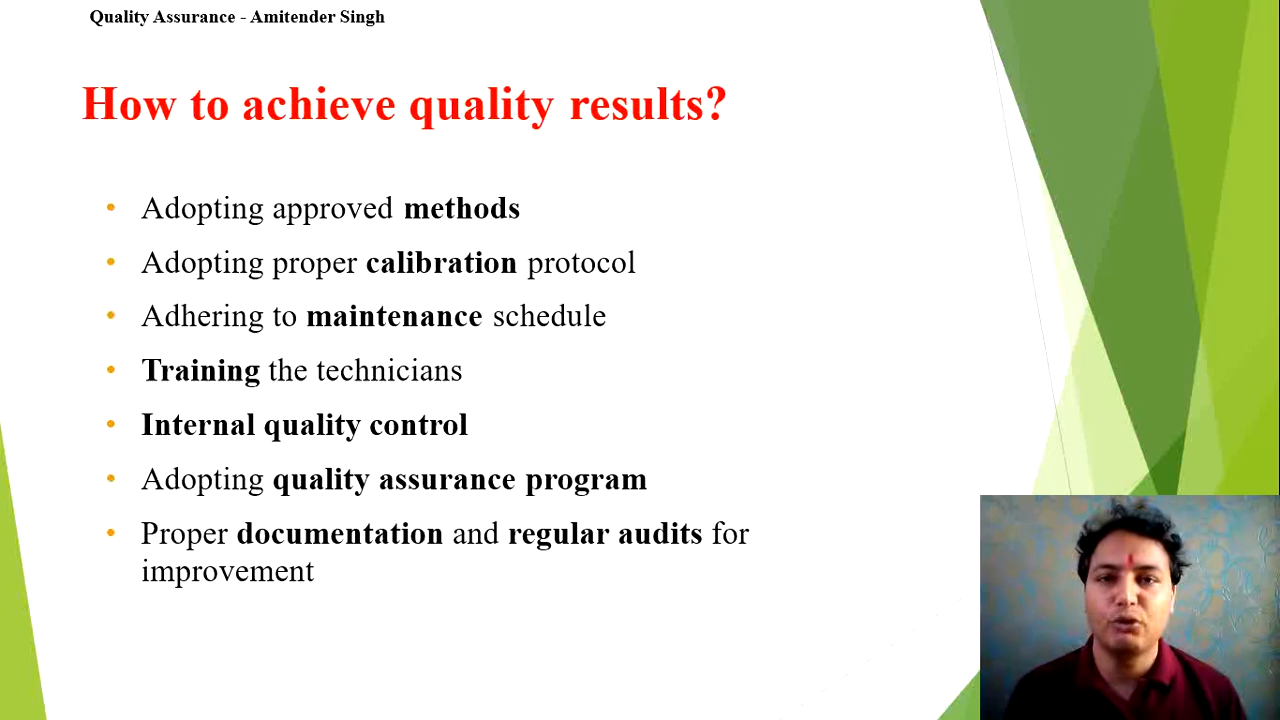 Quality Assurance - Amitender Singh
How to achieve quality results?
• Adopting approved methods
• Adopting proper calibration protocol
• Adhering to maintenance schedule
• Training the technicians
• Internal quality control
• Adopting quality assurance program
• Proper documentation and regular audits for
improvement